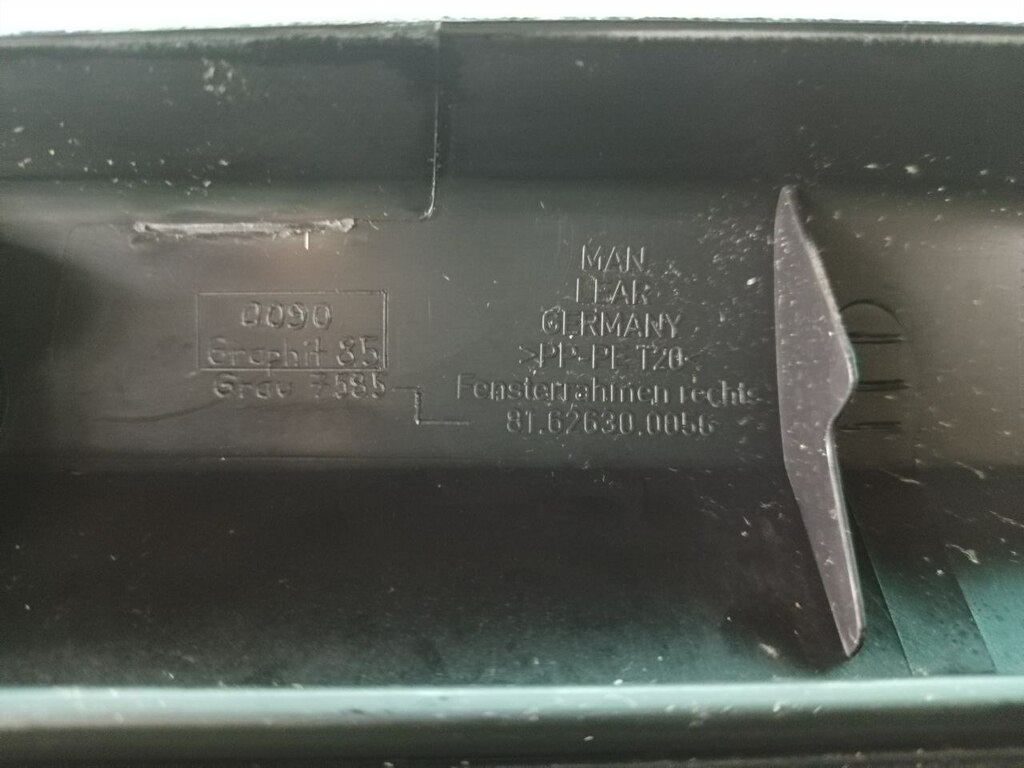 0090
Graphit 85
Grau 7585
MAN
LEAR
GERMANY
>PP-PE T20<
Fensterrahmen rechts
81.62630.0056